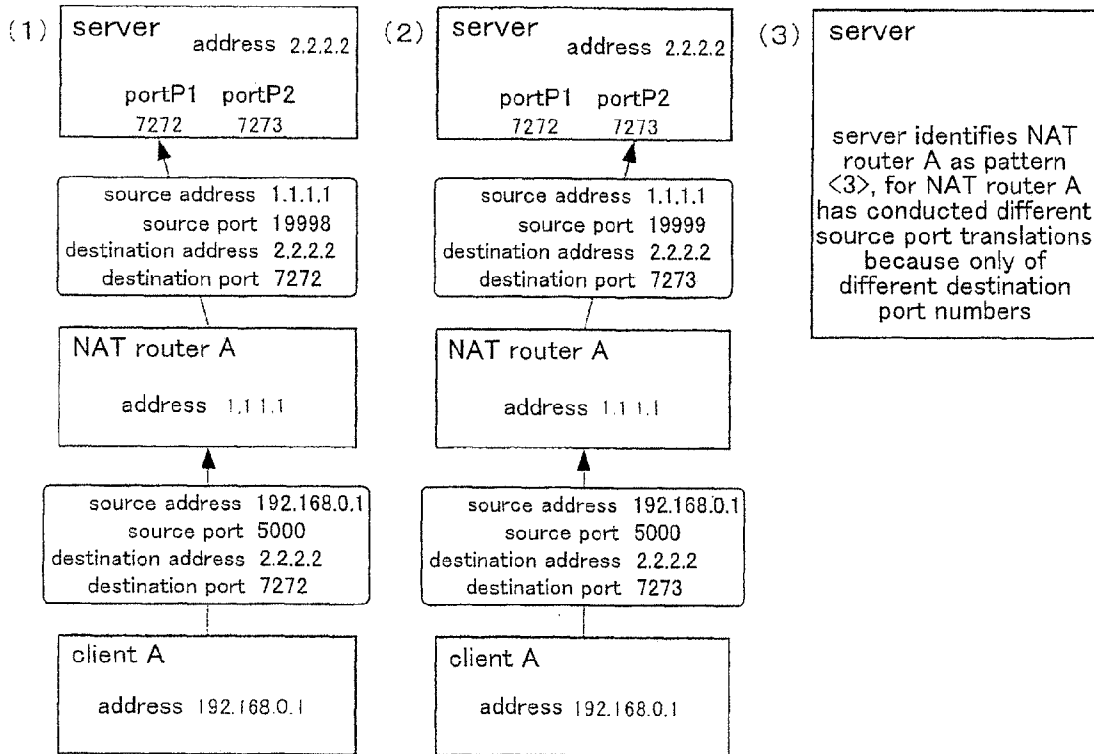 (1)
server
address 2.2.2.2
portP1 portP2
7272 7273
source address 1.1.1.1
source port 19998
destination address 2.2.2.2
destination port 7272
NAT router A
address 1.1 1.1
source address 192.168.0.1
source port 5000
destination address 2.2.2.2
destination port 7272
client A
address 192.168.0.1
(2)
server
address 2.2.2.2
portP1 portP2
7272 7273
source address 1.1.1.1
source port 19999
destination address 2.2.2.2
destination port 7273
NAT router A
address 1.1 1.1
source address 192.168.0.1
source port 5000
destination address 2.2.2.2
destination port 7273
client A
address 192.168.0.1
(3)
server
server identifies NAT
router A as pattern
<3>, for NAT router A
has conducted different
source port translations
because only of
different destination
port numbers